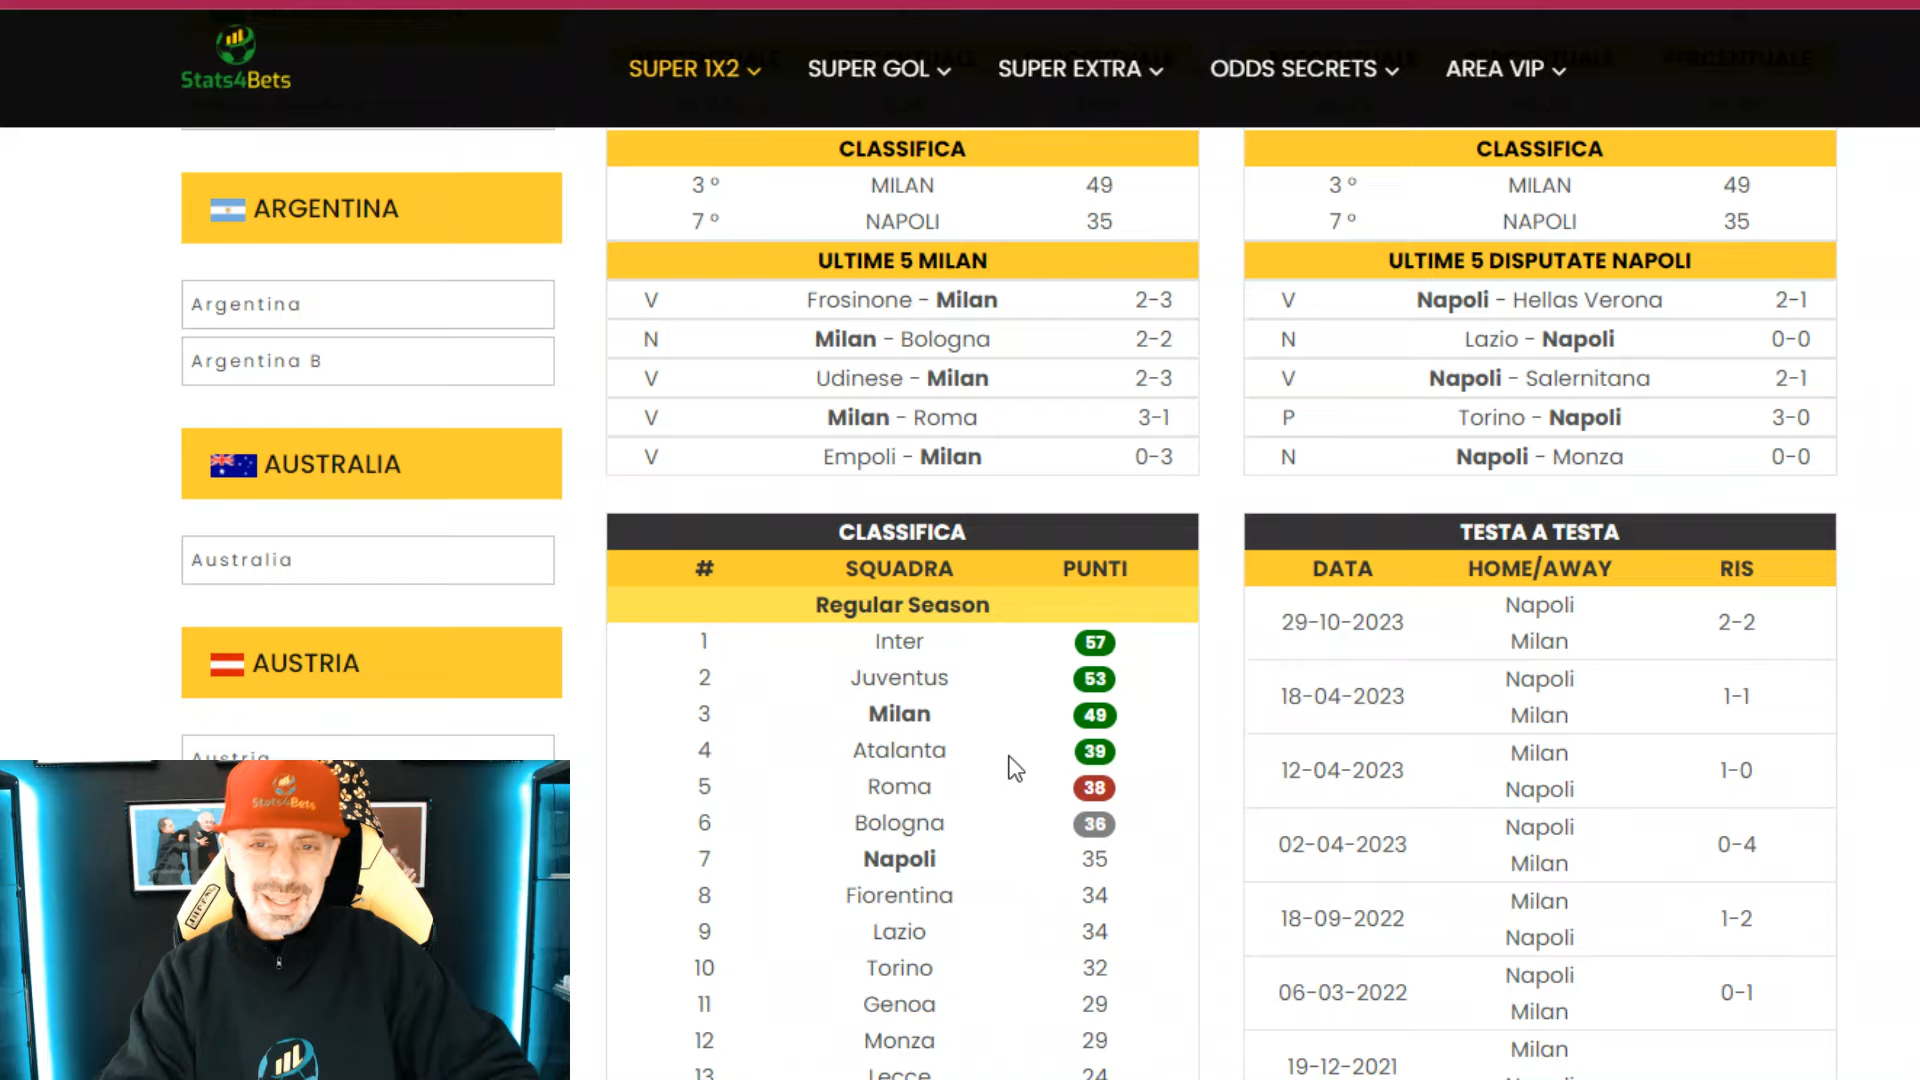 Stats4Bets
SUPER 1X2
SUPER GOL
SUPER EXTRA
ODDS SECRETS
AREA VIP
ARGENTINA
Argentina
Argentina B
AUSTRALIA
Australia
AUSTRIA
Austria
CLASSIFICA
3 º MILAN 49
7 º NAPOLI 35
ULTIME 5 MILAN
V Frosinone - Milan 2-3
N Milan - Bologna 2-2
V Udinese - Milan 2-3
V Milan - Roma 3-1
V Empoli - Milan 0-3
CLASSIFICA
3 º MILAN 49
7 º NAPOLI 35
ULTIME 5 DISPUTATE NAPOLI
V Napoli - Hellas Verona 2-1
N Lazio - Napoli 0-0
V Napoli - Salernitana 2-1
P Torino - Napoli 3-0
N Napoli - Monza 0-0
CLASSIFICA
# SQUADRA PUNTI
Regular Season
1 Inter 57
2 Juventus 53
3 Milan 49
4 Atalanta 39
5 Roma 38
6 Bologna 36
7 Napoli 35
8 Fiorentina 34
9 Lazio 34
10 Torino 32
11 Genoa 29
12 Monza 29
13 Lecce 24
TESTA A TESTA
DATA HOME/AWAY RIS
29-10-2023 Napoli Milan 2-2
18-04-2023 Napoli Milan 1-1
12-04-2023 Milan Napoli 1-0
02-04-2023 Napoli Milan 0-4
18-09-2022 Milan Napoli 1-2
06-03-2022 Napoli Milan 0-1
19-12-2021 Milan
Stats4Bets